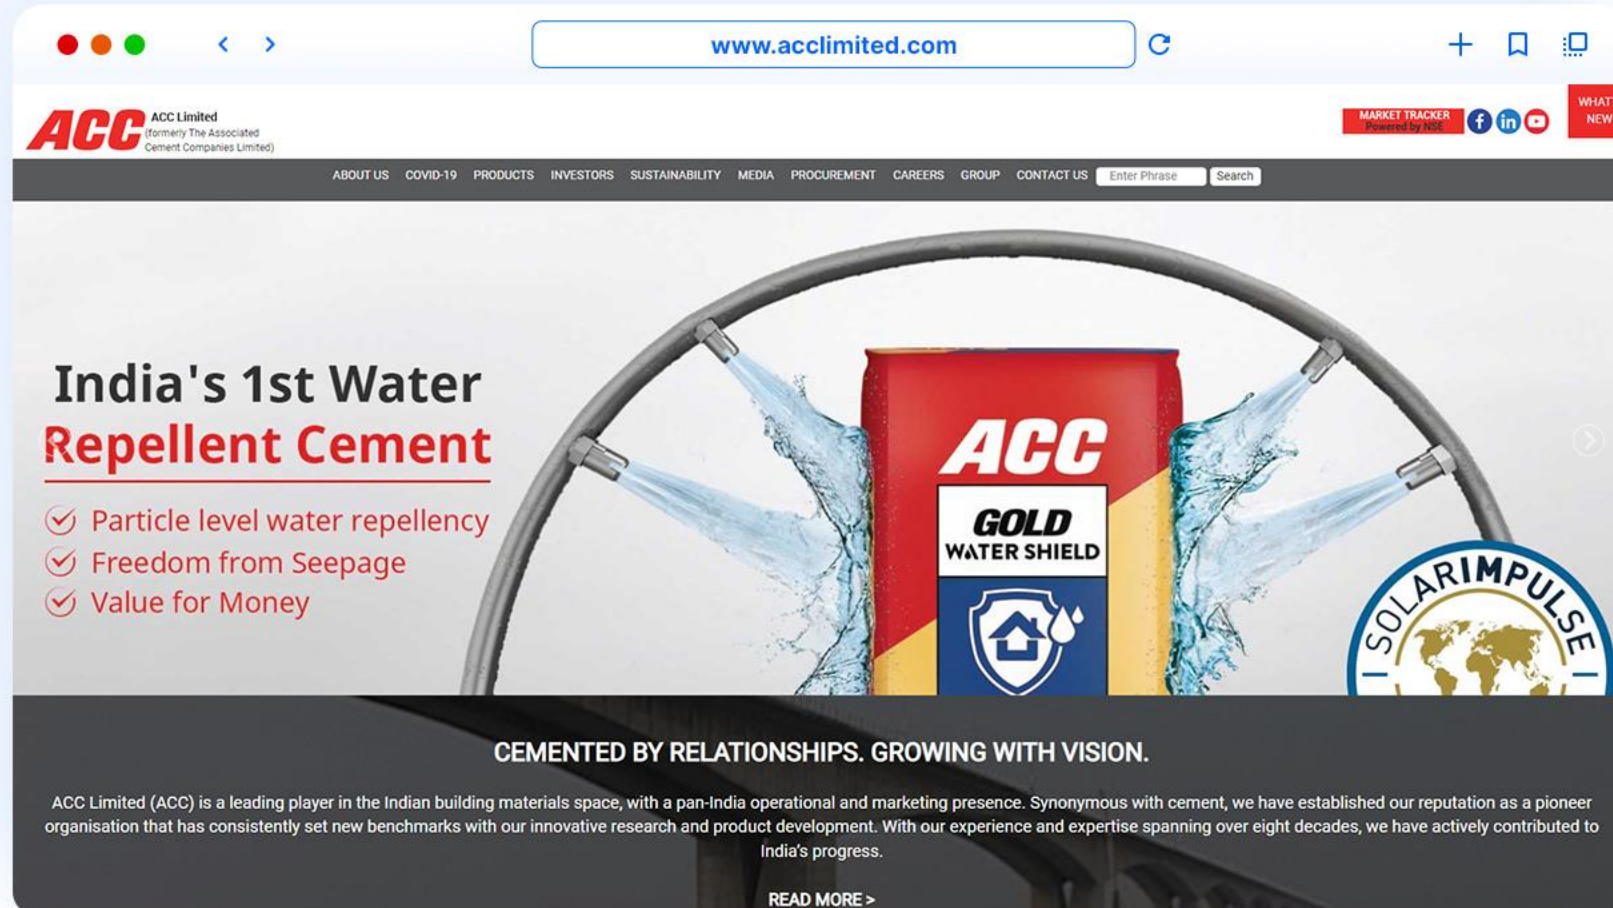 www.acclimited.com
ACC
ACC Limited
(formerly The Associated
Cement Companies Limited)
MARKET TRACKER
Powered by NSE
WHAT'
NEW
ABOUT US COVID-19 PRODUCTS INVESTORS SUSTAINABILITY MEDIA PROCUREMENT CAREERS GROUP CONTACT US Enter Phrase Search
India's 1st Water
Repellent Cement
Particle level water repellency
Freedom from Seepage
Value for Money
ACC
GOLD
WATER SHIELD
SOLARIMPULSE
CEMENTED BY RELATIONSHIPS. GROWING WITH VISION.
ACC Limited (ACC) is a leading player in the Indian building materials space, with a pan-India operational and marketing presence. Synonymous with cement, we have established our reputation as a pioneer
organisation that has consistently set new benchmarks with our innovative research and product development. With our experience and expertise spanning over eight decades, we have actively contributed to
India's progress.
READ MORE >